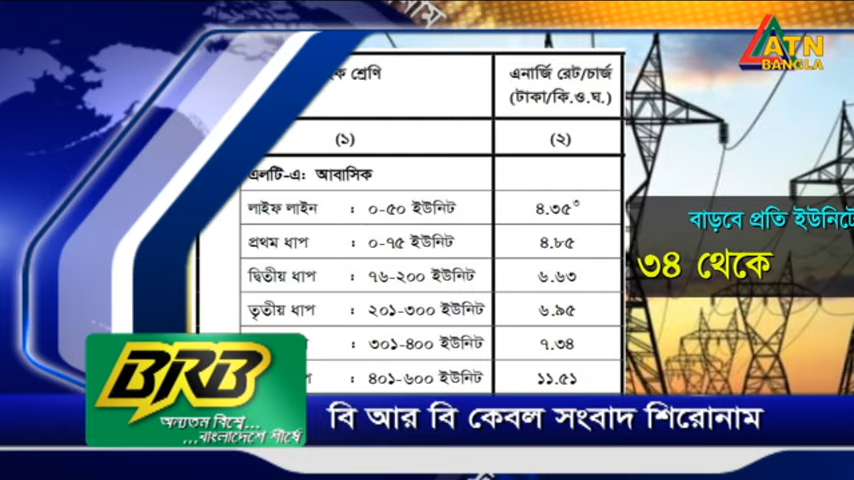 ATN
BANGLA
শ্রেণি
এনার্জি রেট/চার্জ
(টাকা/কি.ও.ঘ.)
(১)
(২)
এলটি-এ: আবাসিক
লাইফ লাইন : ০-৫০ ইউনিট ৪.৩৫
প্রথম ধাপ : ০-৭৫ ইউনিট ৪.৮৫
দ্বিতীয় ধাপ : ৭৬-২০০ ইউনিট ৬.৬৩
তৃতীয় ধাপ : ২০১-৩০০ ইউনিট ৬.৯৫
: ৩০১-৪০০ ইউনিট ৭.৩৪
: ৪০১-৬০০ ইউনিট ১১.৫১
বাড়বে প্রতি ইউনিটে
৩৪ থেকে
BRB
অন্যতম বিশ্বে...
...বাংলাদেশে শীর্ষে
বি আর বি কেবল সংবাদ শিরোনাম